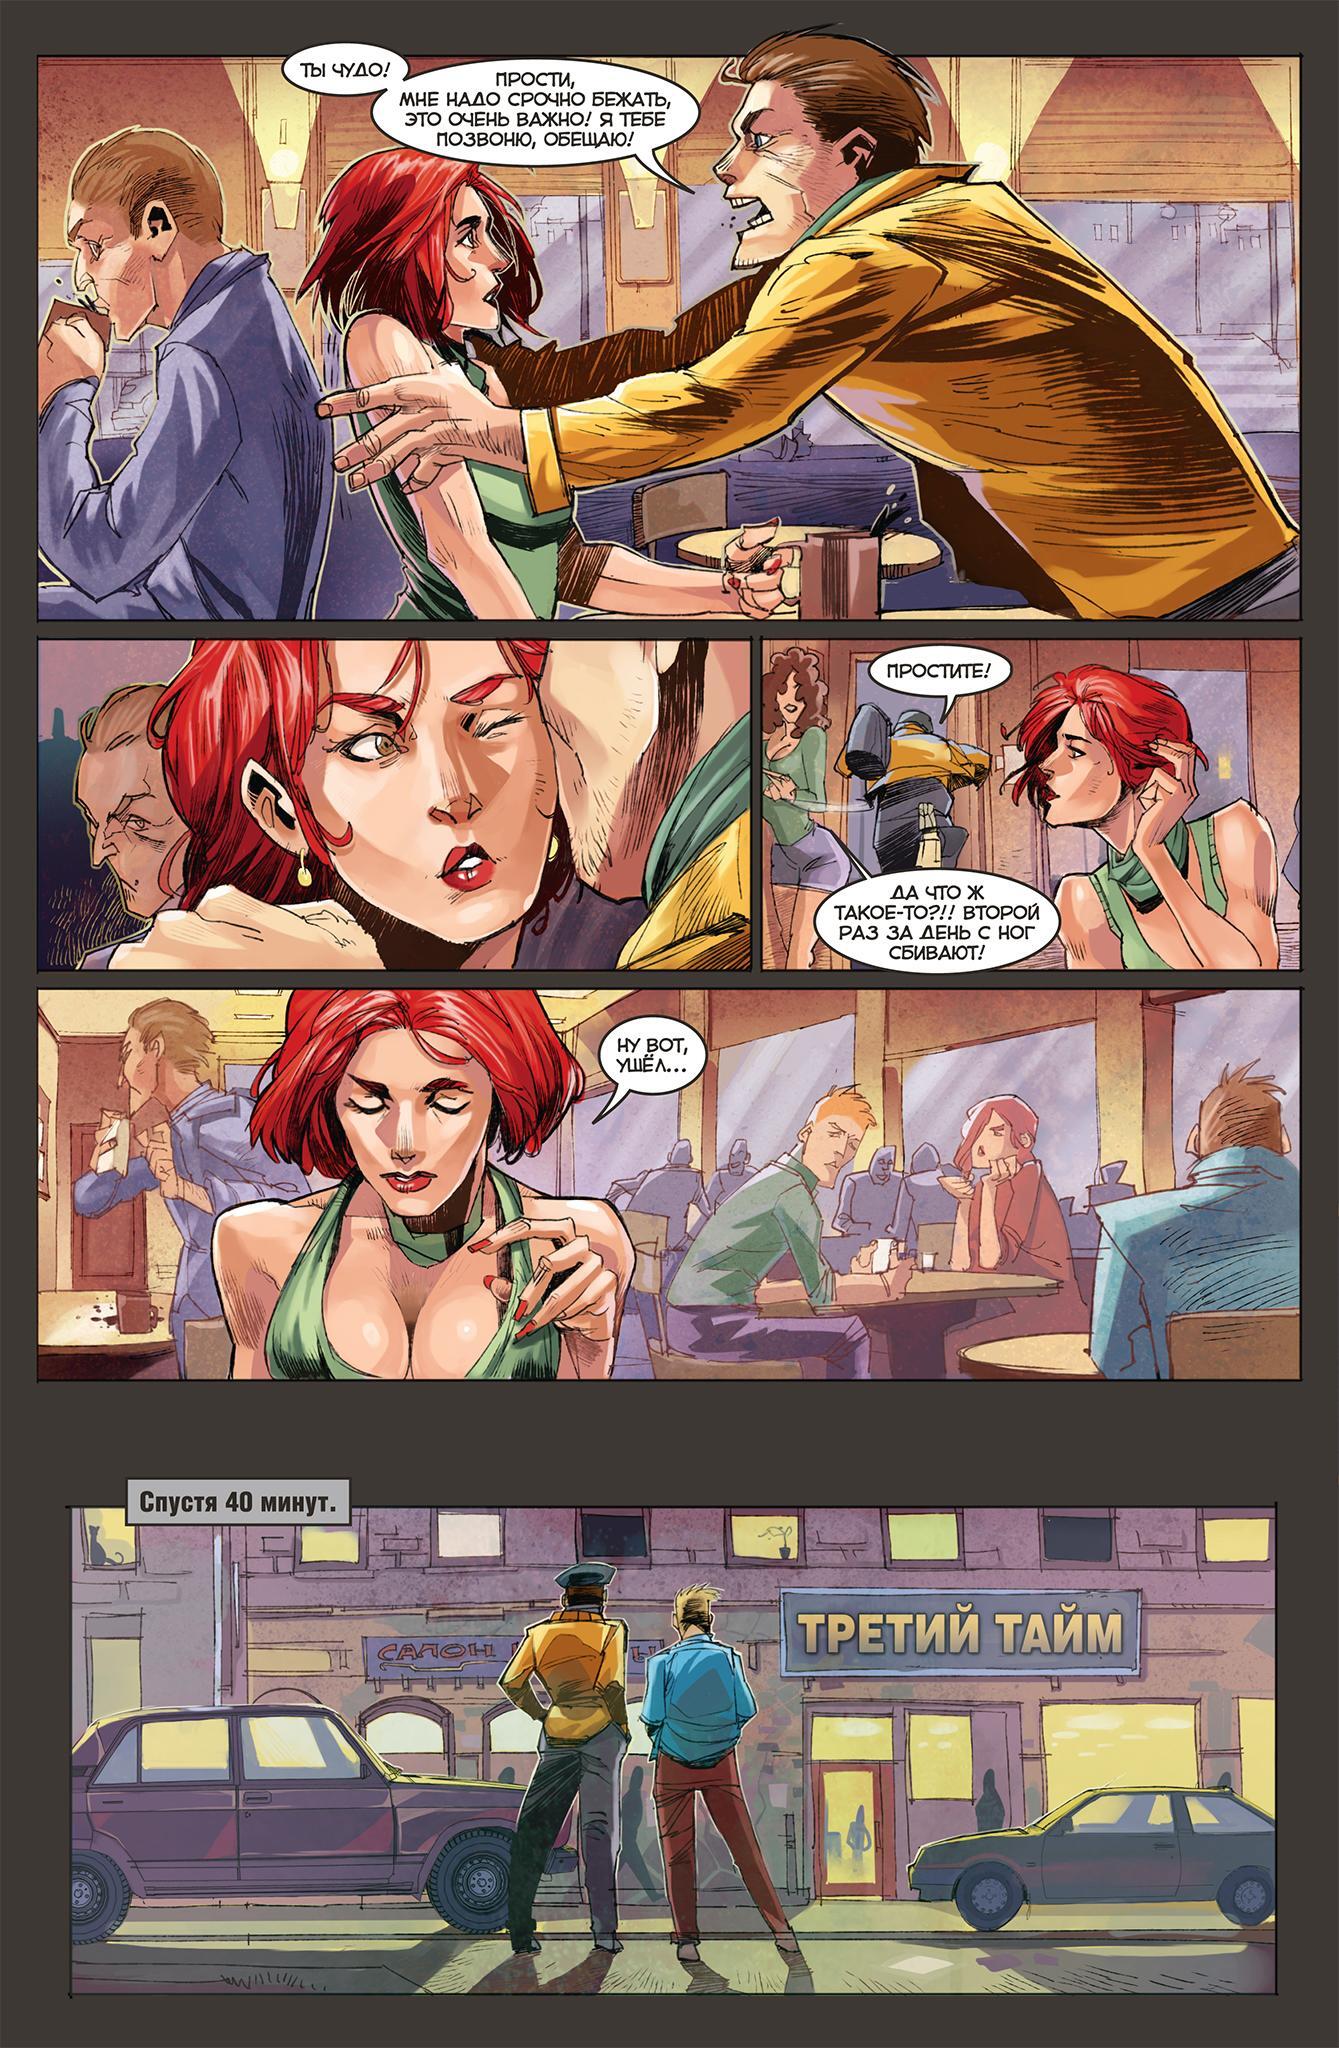 ТЫ ЧУДО!
ПРОСТИ,
МНЕ НАДО СРОЧНО БЕЖАТЬ,
ЭТО ОЧЕНЬ ВАЖНО! Я ТЕБЕ
ПОЗВОНЮ, ОБЕЩАЮ!
ПРОСТИТЕ!
ДА ЧТО Ж
ТАКОЕ-ТО?!! ВТОРОЙ
РАЗ ЗА ДЕНЬ С НОГ
СБИВАЮТ!
НУ ВОТ,
УШЁЛ...
Спустя 40 минут.
САЛОН
ТРЕТИЙ ТАЙМ